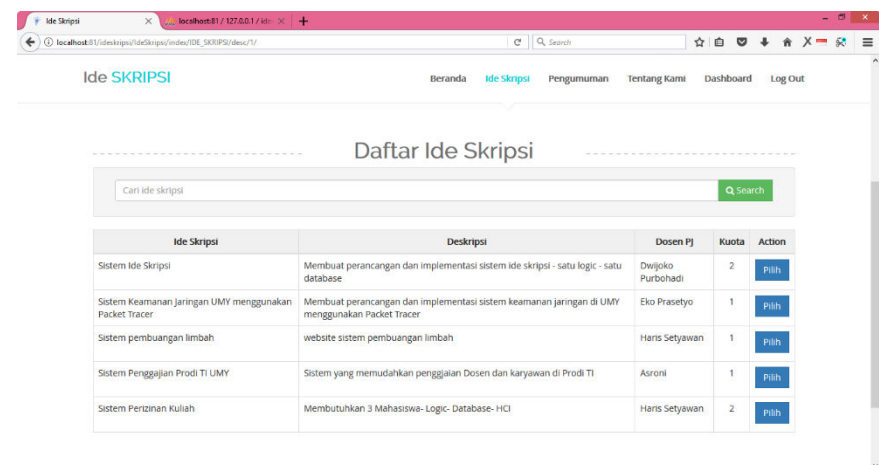 Ide Skripsi
localhost:81 / 127.0.0.1 / ides
localhost:81/ideskripsi/IdeSkripsi/index/IDE_SKRIPSI/desc/1/
Search
Ide SKRIPSI
Beranda Ide Skripsi Pengumuman Tentang Kami Dashboard Log Out
Daftar Ide Skripsi
Cari ide skripsi
Search
Ide Skripsi Deskripsi Dosen PJ Kuota Action
Sistem Ide Skripsi Membuat perancangan dan implementasi sistem ide skripsi - satu logic - satu Dwijoko 2 Pilih
database Purbohadi
Sistem Keamanan Jaringan UMY menggunakan Membuat perancangan dan implementasi sistem keamanan jaringan di UMY Eko Prasetyo 1 Pilih
Packet Tracer menggunakan Packet Tracer
Sistem pembuangan limbah website sistem pembuangan limbah Haris Setyawan 1 Pilih
Sistem Penggajian Prodi TI UMY Sistem yang memudahkan penggjaian Dosen dan karyawan di Prodi TI Asroni 1 Pilih
Sistem Perizinan Kuliah Membutuhkan 3 Mahasiswa- Logic- Database- HCI Haris Setyawan 2 Pilih